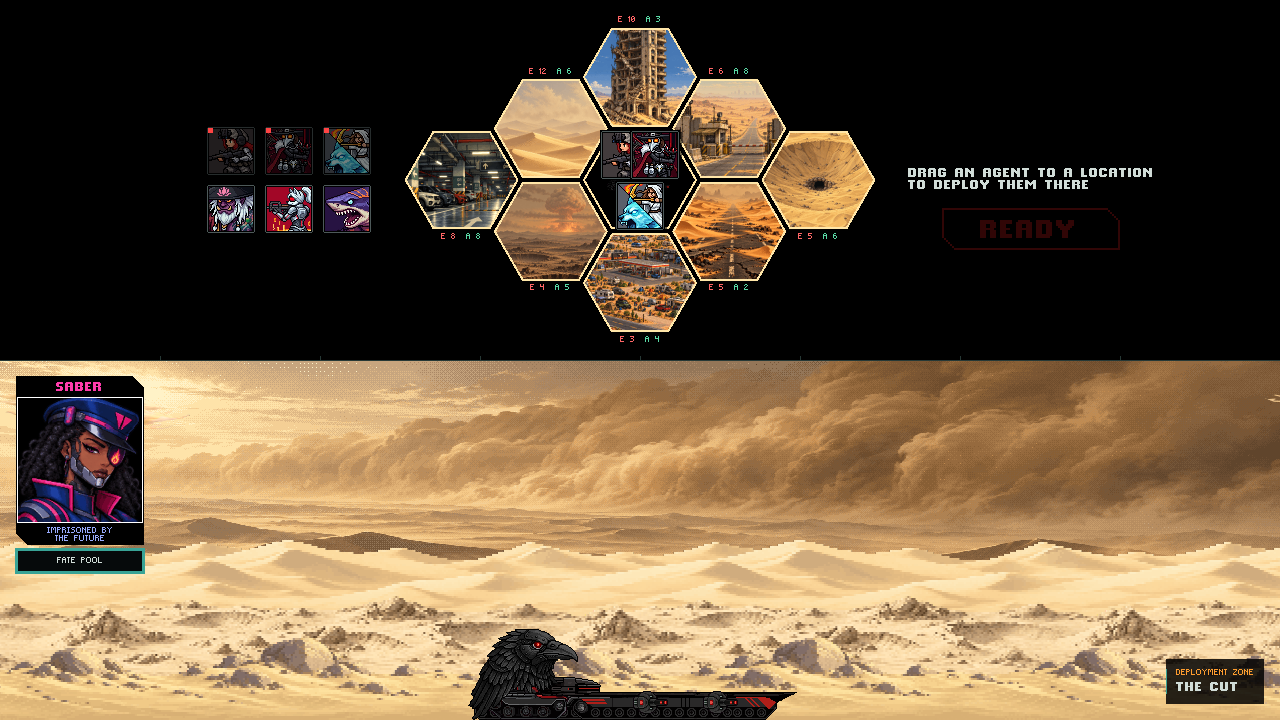 E 10 A 3
E 12 A 6
E 6 A 8
DRAG AN AGENT TO A LOCATION
TO DEPLOY THEM THERE
READY
E 8 A 8
E 5 A 6
E 4 A 5
E 5 A 2
E 3 A 4
SABER
IMPRISONED BY
THE FUTURE
FATE POOL
DEPLOYMENT ZONE
THE CUT